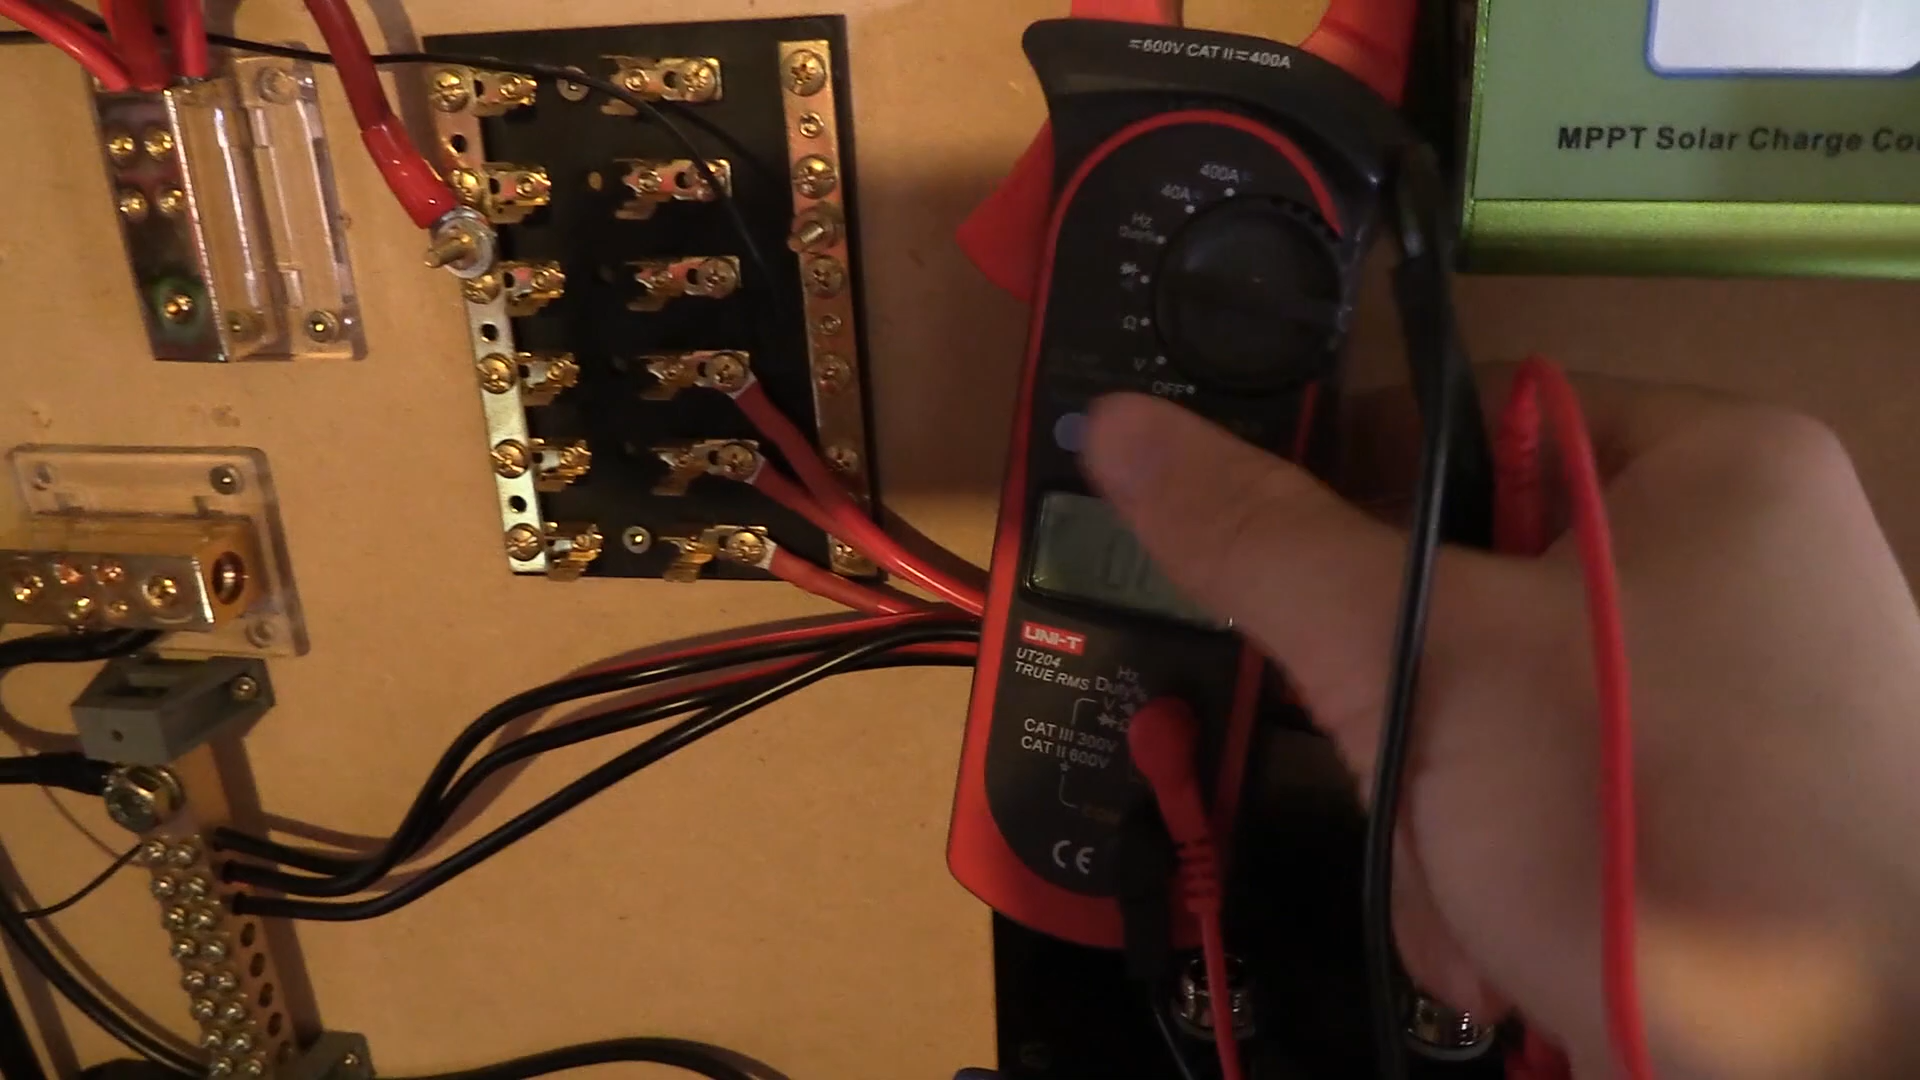 ≂600V CAT II≂400A
MPPT Solar Charge Co
400A
40A
Hz
Duty%
Ω
V
OFF
UNI-T
UT204
TRUE RMS
Hz
Duty%
V
CAT III 300V
CAT II 600V
COM
CE